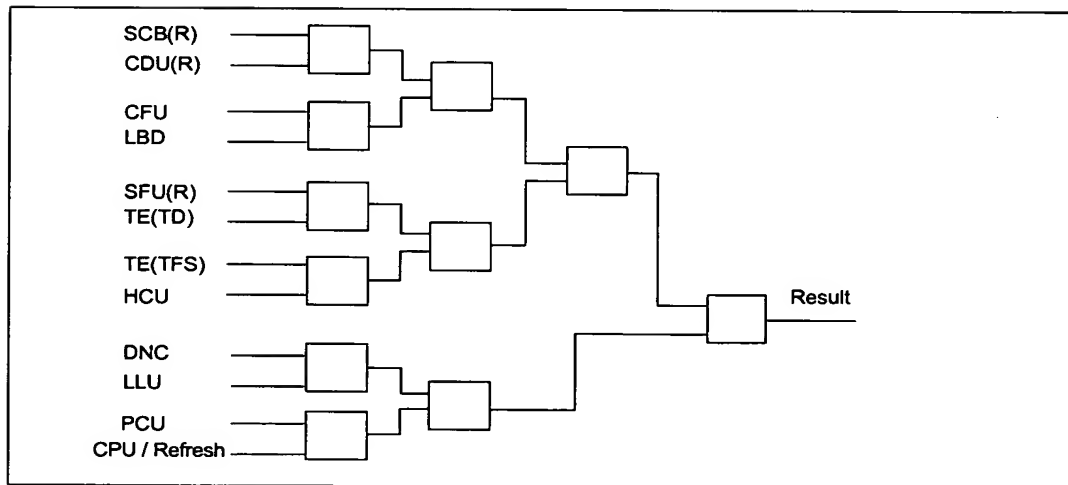 SCB(R)
CDU(R)
CFU
LBD
SFU(R)
TE(TD)
TE(TFS)
HCU
DNC
LLU
PCU
CPU / Refresh
Result